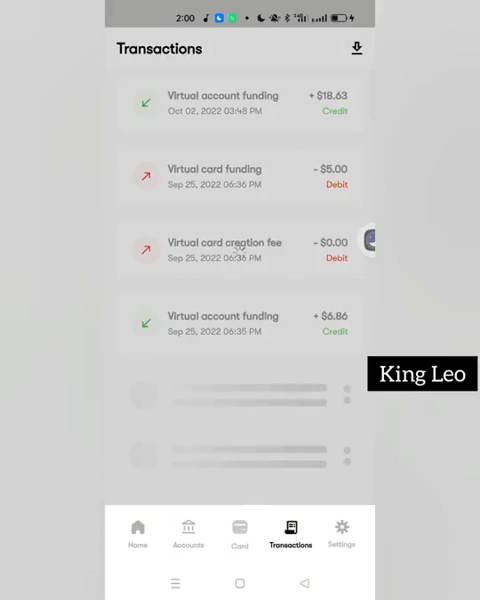 2:00
Transactions
Virtual account funding + $18.63
Oct 02, 2022 03:48 PM Credit
Virtual card funding - $5.00
Sep 25, 2022 06:36 PM Debit
Virtual card creation fee - $0.00
Sep 25, 2022 06:36 PM Debit
Virtual account funding + $6.86
Sep 25, 2022 06:35 PM Credit
King Leo
Home Accounts Card Transactions Settings